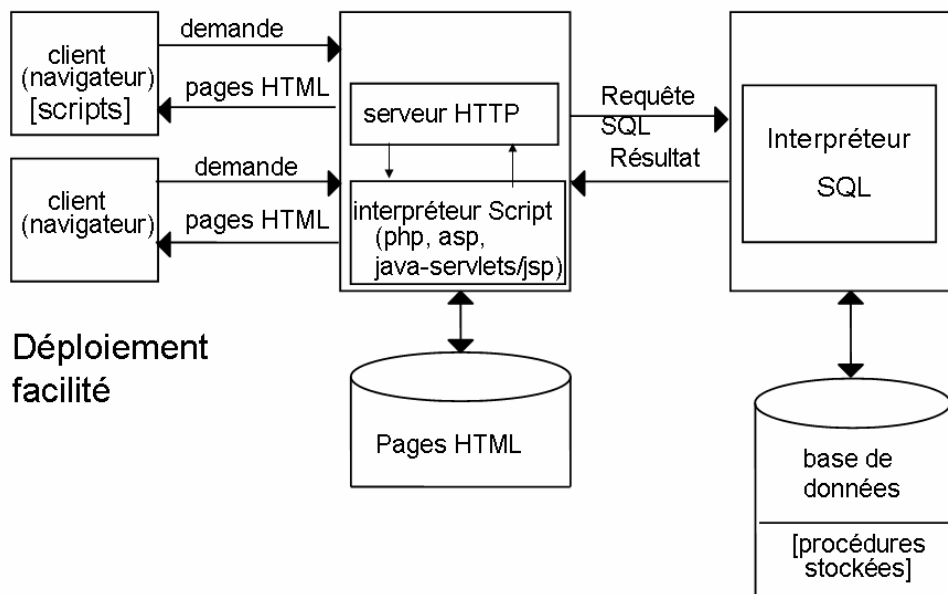 demande
client
(navigateur)
[scripts]
pages HTML
demande
client
(navigateur)
pages HTML
serveur HTTP
interpréteur Script
(php, asp,
java-servlets/jsp)
Requête
SQL
Résultat
Interpréteur
SQL
Déploiement
facilité
Pages HTML
base de
données
[procédures
stockées]